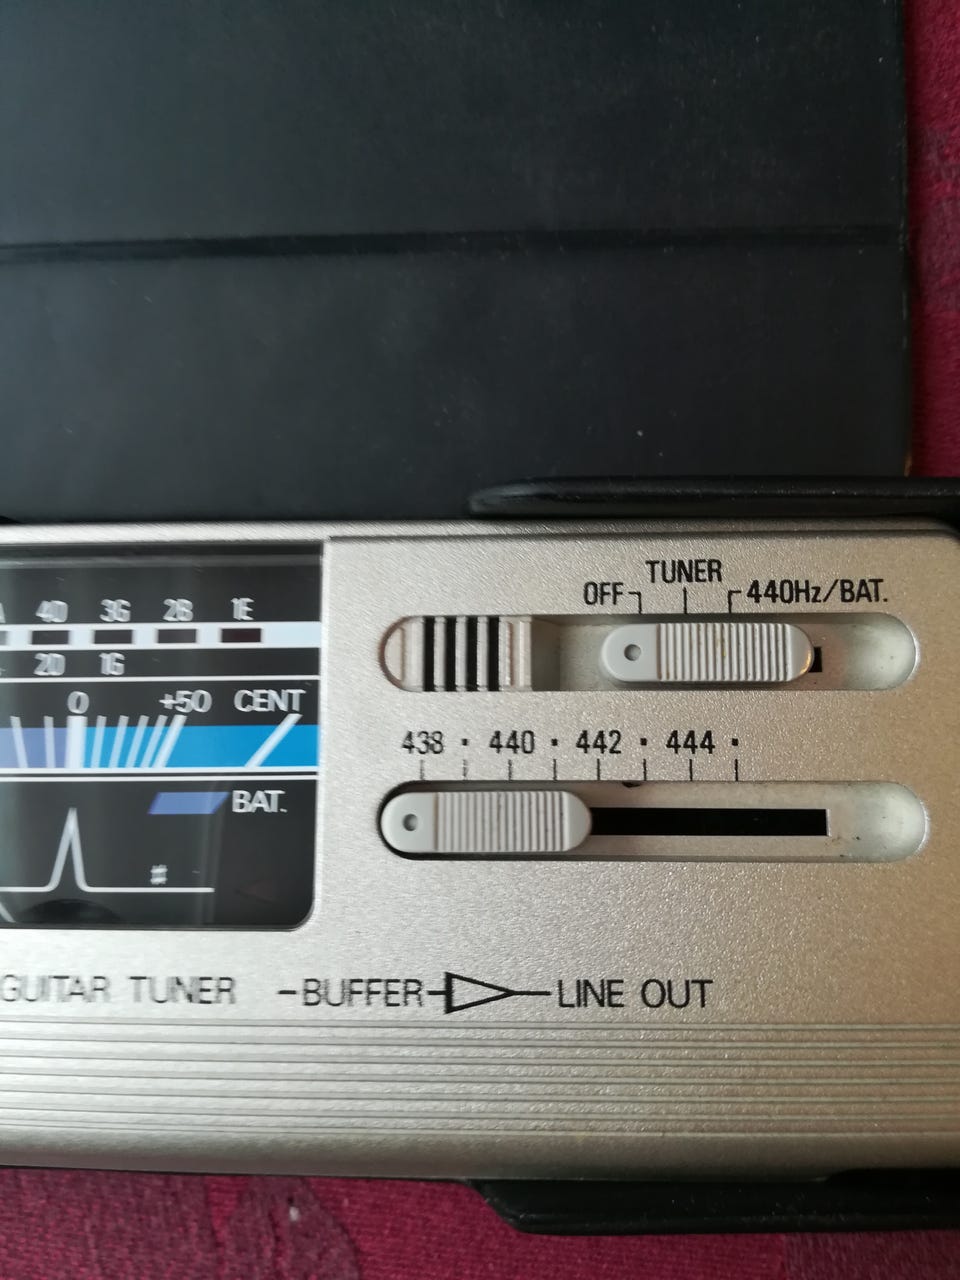 TUNER
OFF 440Hz/BAT.
4D 3G 2B 1E
2D 1G
0 +50 CENT
438 · 440 · 442 · 444 ·
BAT.
#
GUITAR TUNER -BUFFER LINE OUT